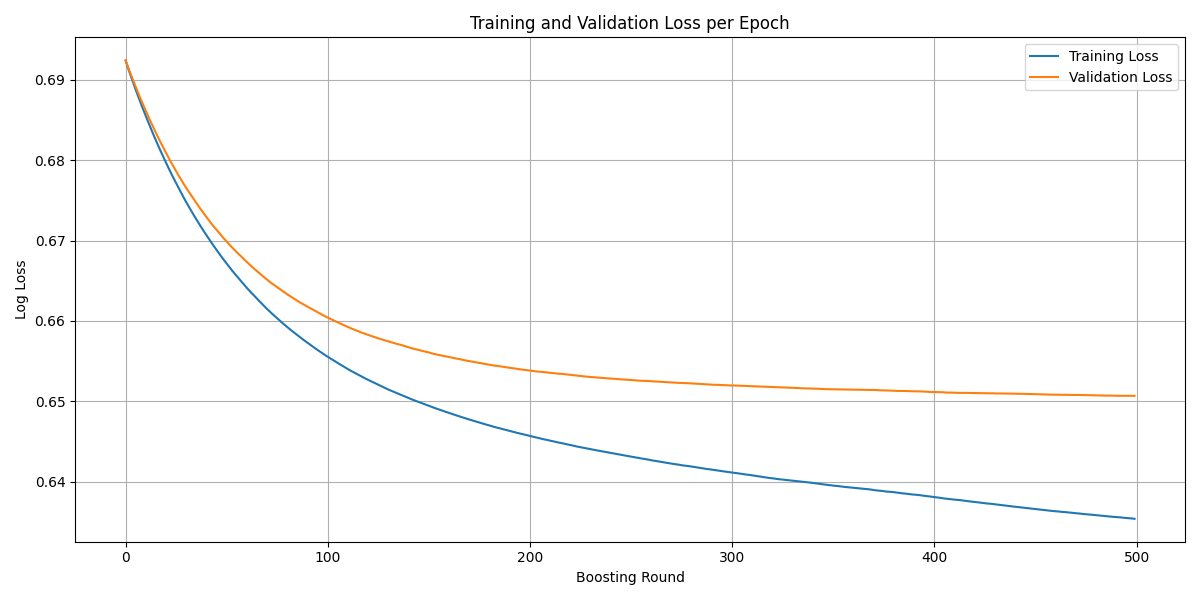 Training and Validation Loss per Epoch
Training Loss
Validation Loss
Log Loss
0.69
0.68
0.67
0.66
0.65
0.64
0 100 200 300 400 500
Boosting Round